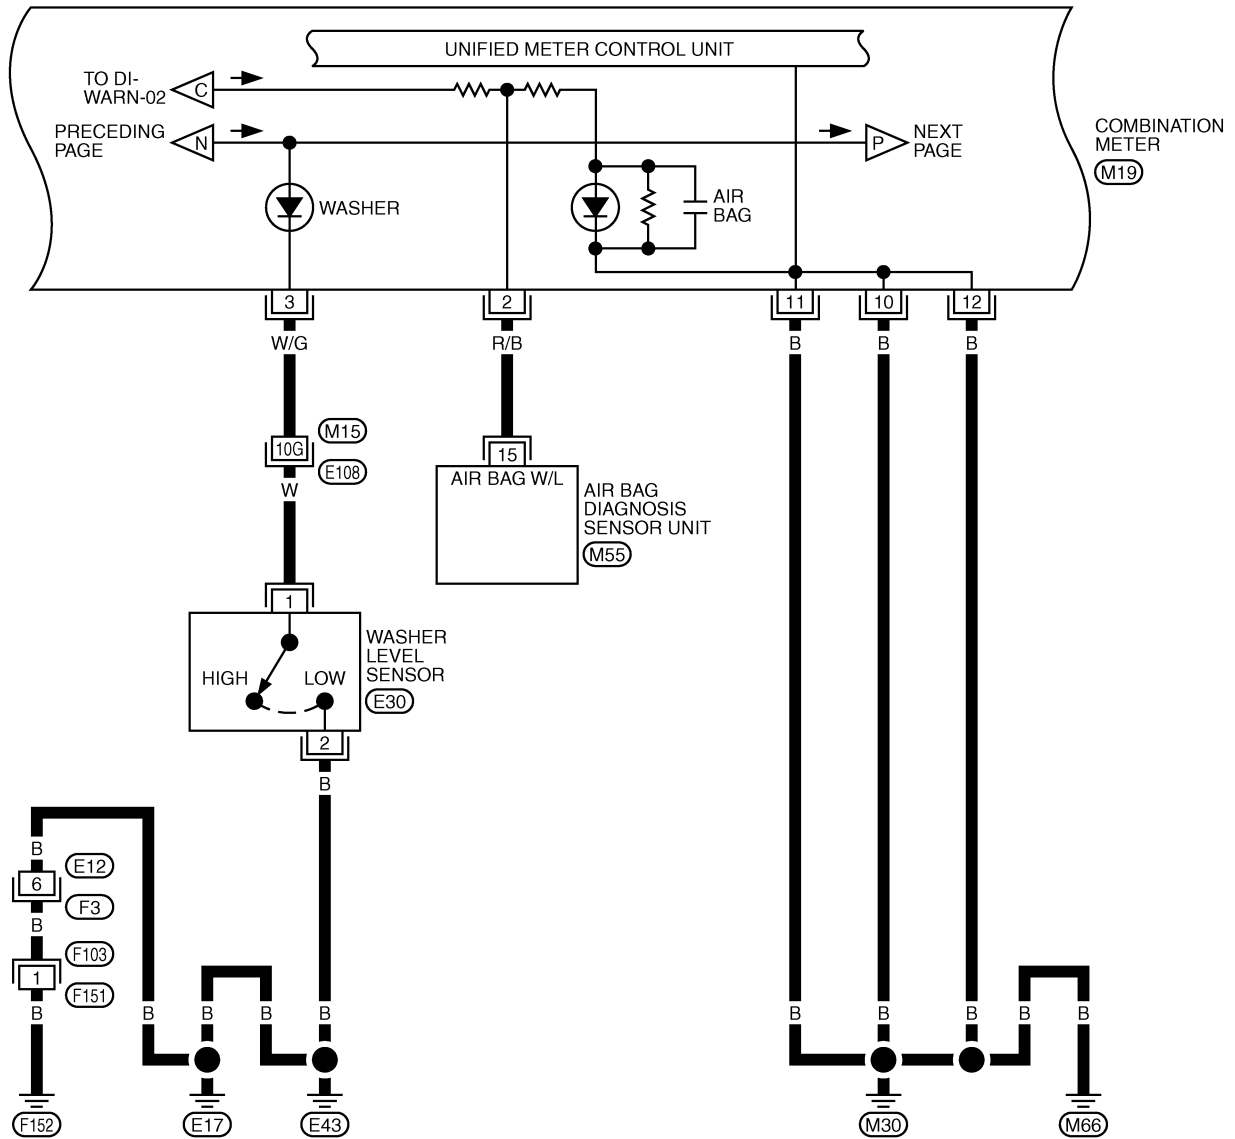 UNIFIED METER CONTROL UNIT
TO DI-
WARN-02
C
PRECEDING
PAGE
N
P
NEXT
PAGE
COMBINATION
METER
M19
WASHER
AIR
BAG
3
2
11
10
12
W/G
R/B
B
B
B
M15
10G
E108
W
15
AIR BAG W/L
AIR BAG
DIAGNOSIS
SENSOR UNIT
M55
1
WASHER
LEVEL
SENSOR
E30
HIGH
LOW
2
B
B
E12
6
F3
B
F103
1
F151
B
B
B
B
B
B
B
B
B
B
F152
E17
E43
M30
M66